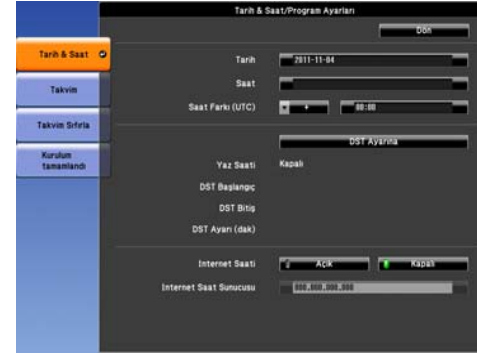 Tarih & Saat/Program Ayarları
Dön
Tarih & Saat
Takvim
Takvim Sıfırla
Kurulum
tamamlandı
Tarih 2011-11-04
Saat
Saat Farkı (UTC) + 00:00
DST Ayarına
Yaz Saati Kapalı
DST Başlangıç
DST Bitiş
DST Ayarı (dak)
Internet Saati Açık Kapalı
Internet Saat Sunucusu 000.000.000.000